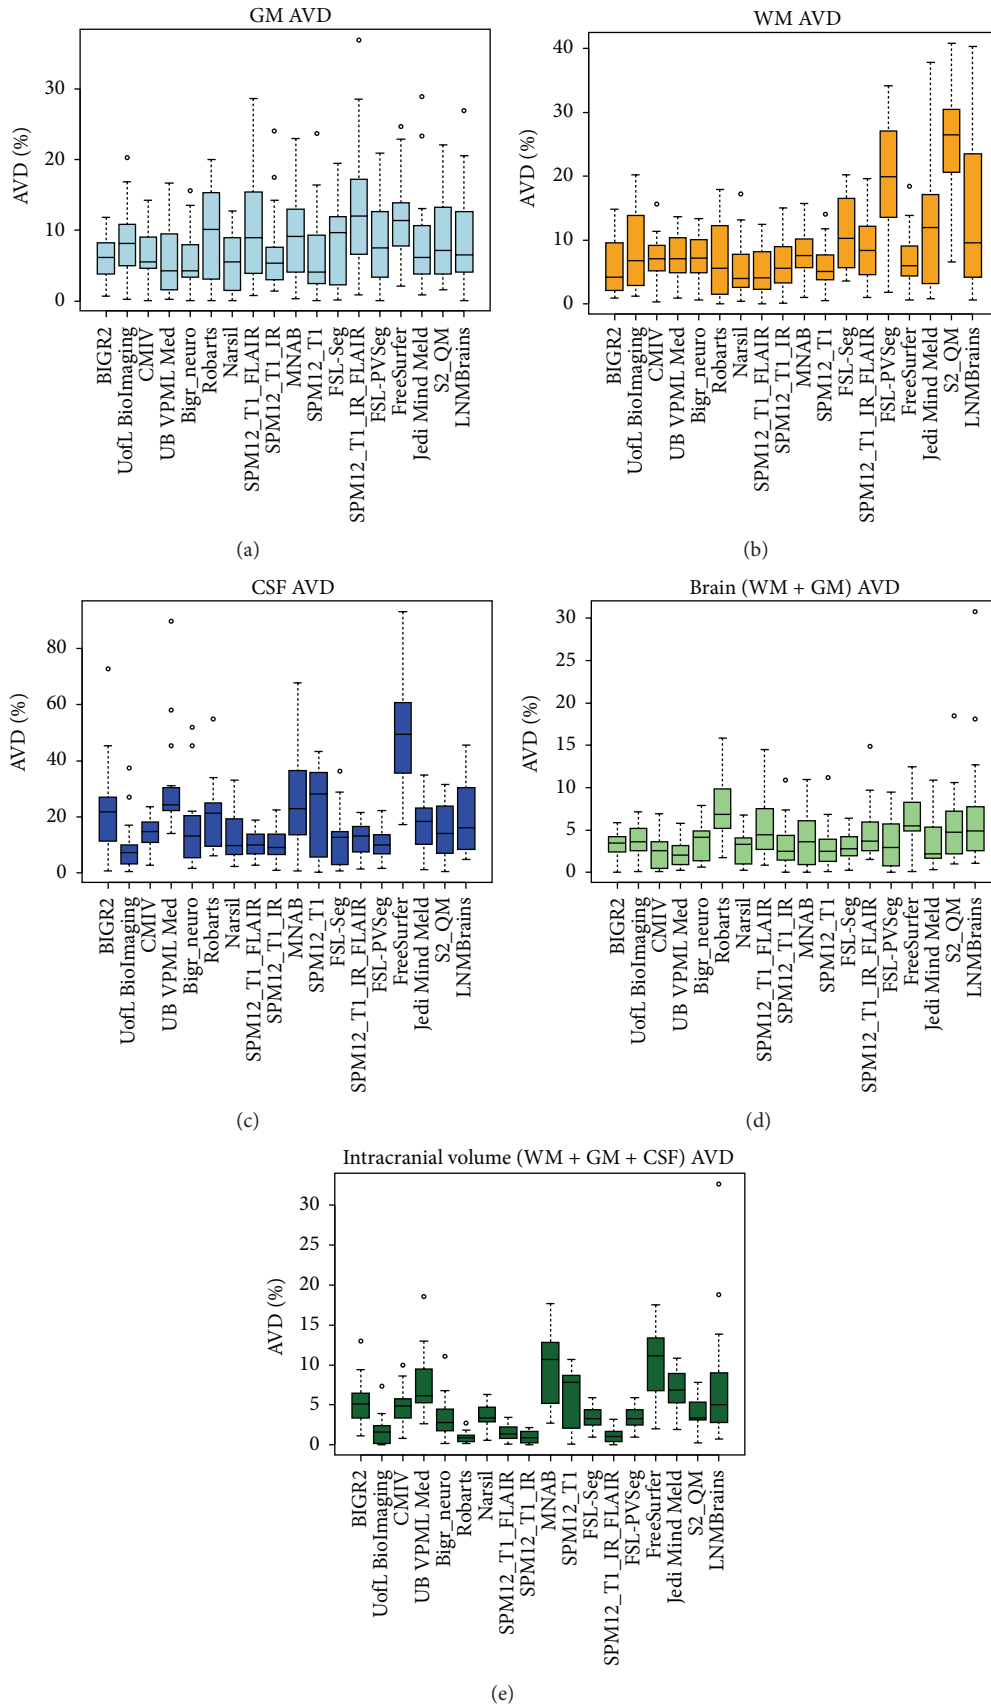 GM AVD
AVD (%)
30
20
10
0
BIGR2
UofL BioImaging
CMIV
UB VPML Med
Bigr_neuro
Robarts
Narsil
SPM12_T1_FLAIR
SPM12_T1_IR
MNAB
SPM12_T1
FSL-Seg
SPM12_T1_IR_FLAIR
FSL-PVSeg
FreeSurfer
Jedi Mind Meld
S2_QM
LNMBrains
(a)
WM AVD
AVD (%)
40
30
20
10
0
BIGR2
UofL BioImaging
CMIV
UB VPML Med
Bigr_neuro
Robarts
Narsil
SPM12_T1_FLAIR
SPM12_T1_IR
MNAB
SPM12_T1
FSL-Seg
SPM12_T1_IR_FLAIR
FSL-PVSeg
FreeSurfer
Jedi Mind Meld
S2_QM
LNMBrains
(b)
CSF AVD
AVD (%)
80
60
40
20
0
BIGR2
UofL BioImaging
CMIV
UB VPML Med
Bigr_neuro
Robarts
Narsil
SPM12_T1_FLAIR
SPM12_T1_IR
MNAB
SPM12_T1
FSL-Seg
SPM12_T1_IR_FLAIR
FSL-PVSeg
FreeSurfer
Jedi Mind Meld
S2_QM
LNMBrains
(c)
Brain (WM + GM) AVD
AVD (%)
30
25
20
15
10
5
0
BIGR2
UofL BioImaging
CMIV
UB VPML Med
Bigr_neuro
Robarts
Narsil
SPM12_T1_FLAIR
SPM12_T1_IR
MNAB
SPM12_T1
FSL-Seg
SPM12_T1_IR_FLAIR
FSL-PVSeg
FreeSurfer
Jedi Mind Meld
S2_QM
LNMBrains
(d)
Intracranial volume (WM + GM + CSF) AVD
AVD (%)
30
25
20
15
10
5
0
BIGR2
UofL BioImaging
CMIV
UB VPML Med
Bigr_neuro
Robarts
Narsil
SPM12_T1_FLAIR
SPM12_T1_IR
MNAB
SPM12_T1
FSL-Seg
SPM12_T1_IR_FLAIR
FSL-PVSeg
FreeSurfer
Jedi Mind Meld
S2_QM
LNMBrains
(e)